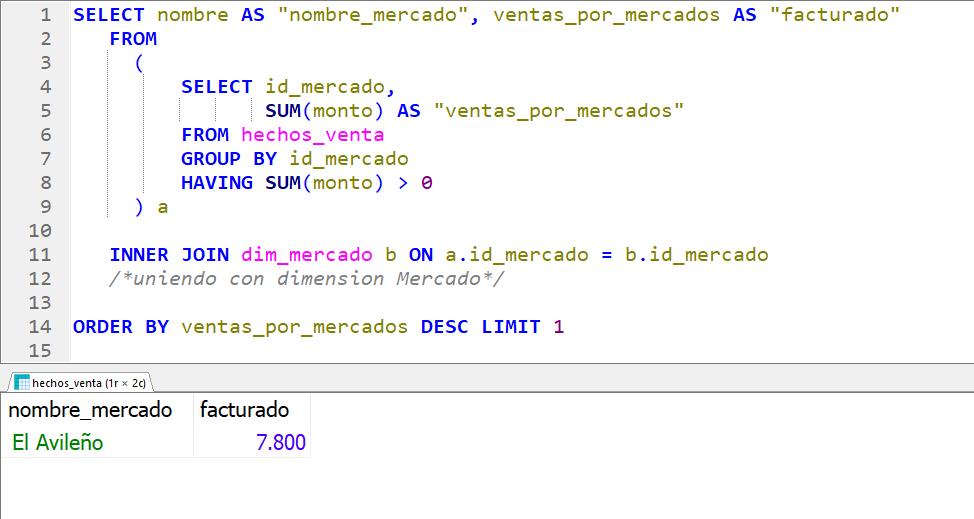 1 SELECT nombre AS "nombre_mercado", ventas_por_mercados AS "facturado"
2 FROM
3 (
4 SELECT id_mercado,
5 SUM(monto) AS "ventas_por_mercados"
6 FROM hechos_venta
7 GROUP BY id_mercado
8 HAVING SUM(monto) > 0
9 ) a
10
11 INNER JOIN dim_mercado b ON a.id_mercado = b.id_mercado
12 /*uniendo con dimension Mercado*/
13
14 ORDER BY ventas_por_mercados DESC LIMIT 1
15
hechos_venta (1r × 2c)
nombre_mercado facturado
El Avileño 7.800